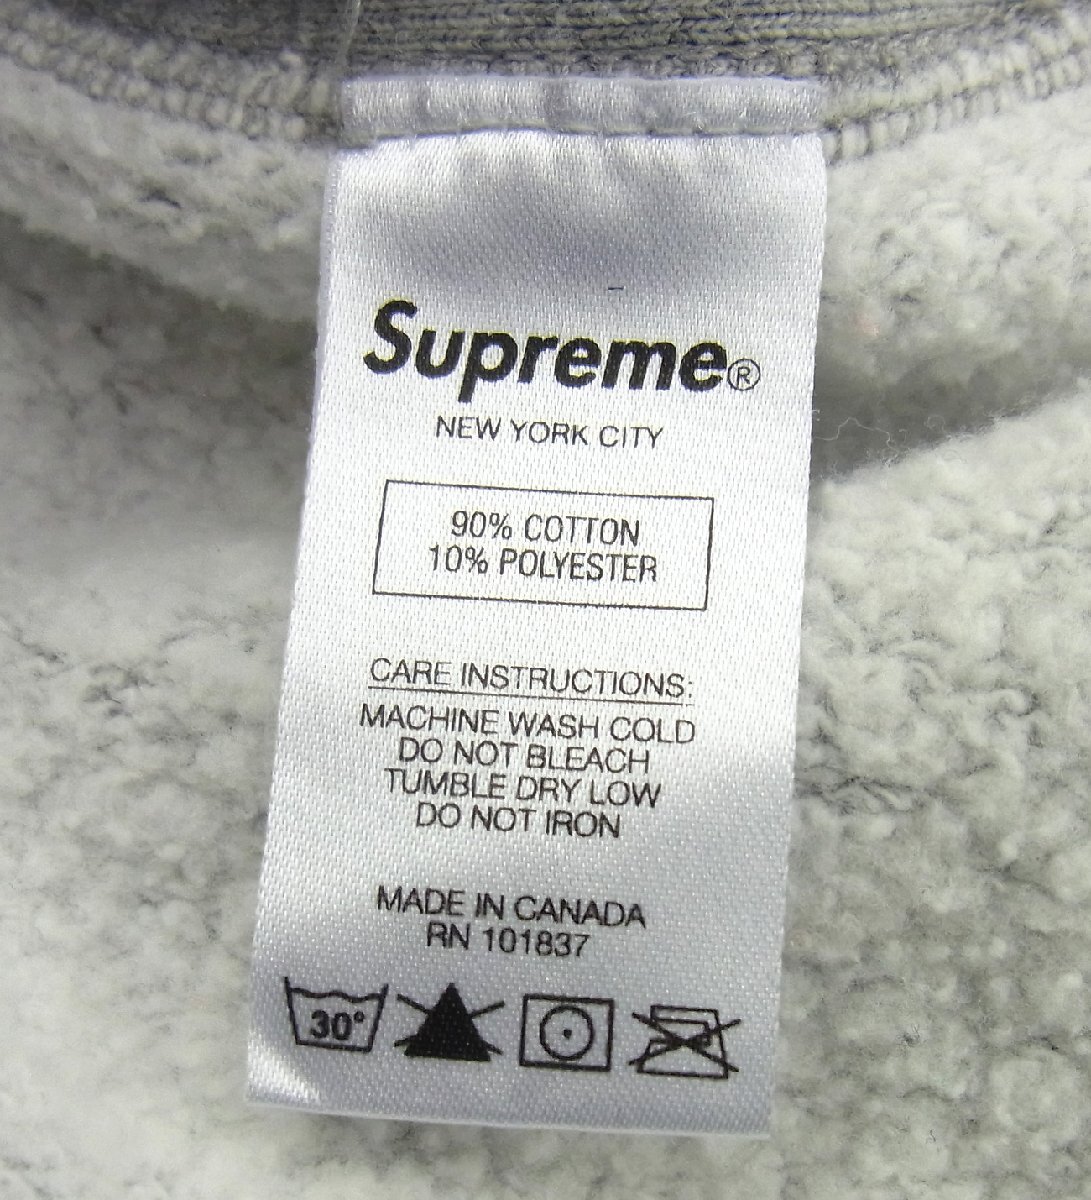 Supreme®
NEW YORK CITY
90% COTTON
10% POLYESTER
CARE INSTRUCTIONS:
MACHINE WASH COLD
DO NOT BLEACH
TUMBLE DRY LOW
DO NOT IRON
MADE IN CANADA
RN 101837
30°